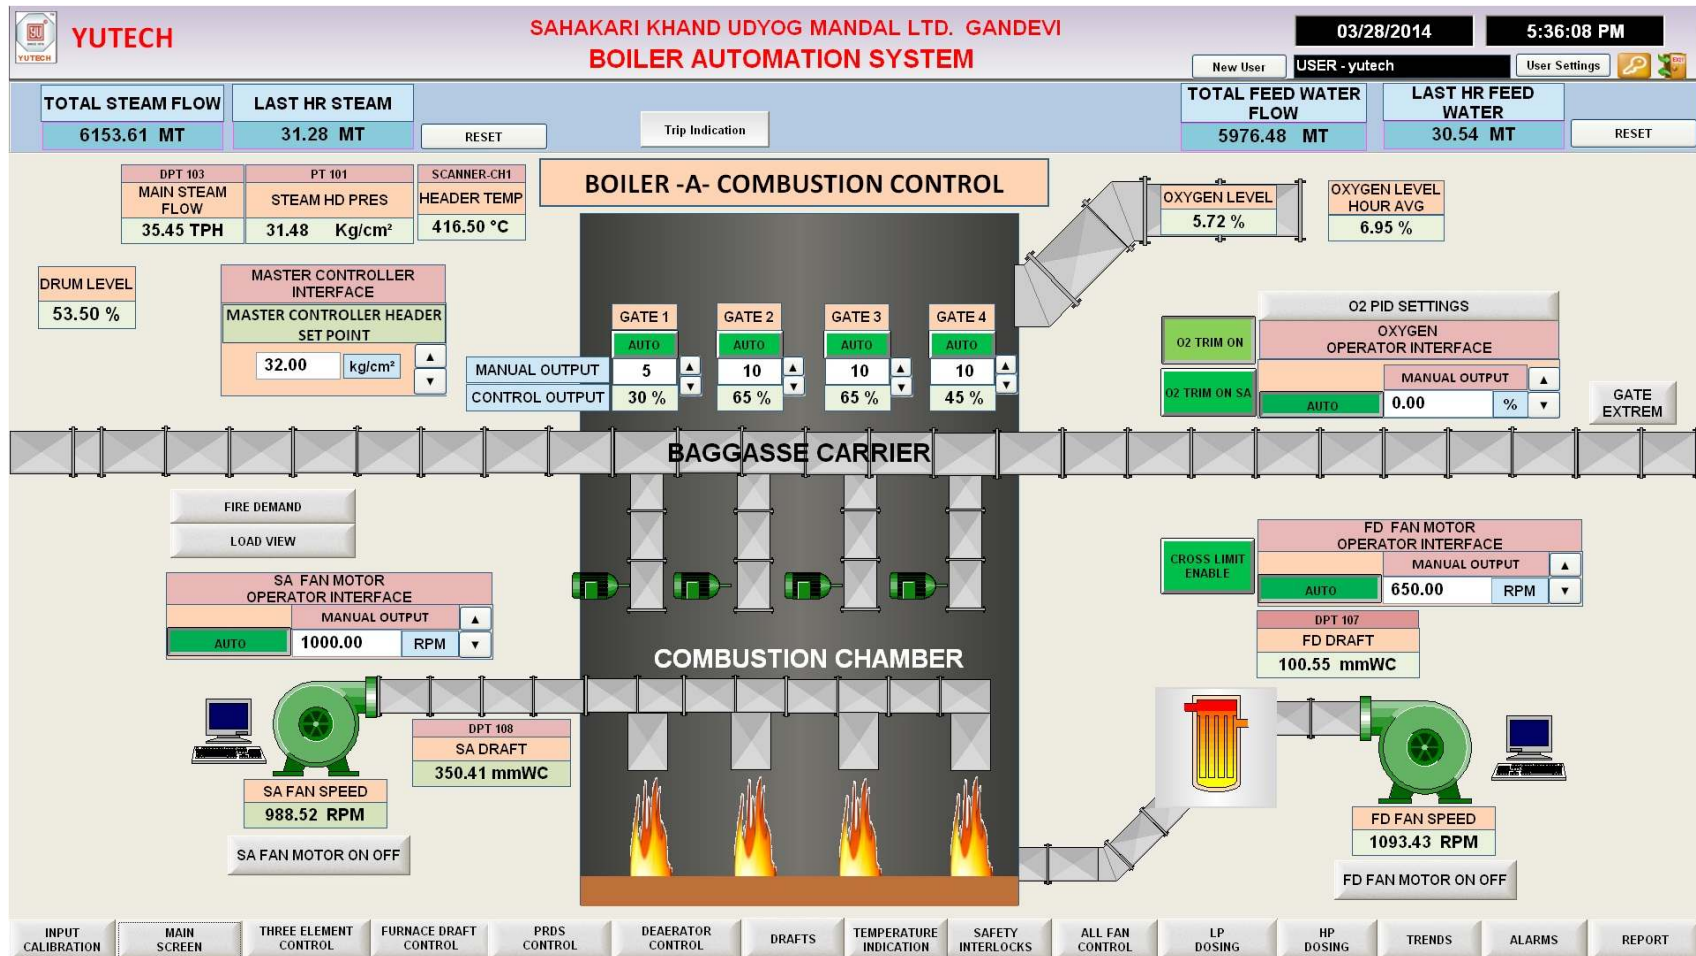 YUTECH
YUTECH
SAHAKARI KHAND UDYOG MANDAL LTD. GANDEVI
BOILER AUTOMATION SYSTEM
03/28/2014
5:36:08 PM
New User
USER - yutech
User Settings
EXIT
TOTAL STEAM FLOW
6153.61 MT
LAST HR STEAM
31.28 MT
RESET
Trip Indication
TOTAL FEED WATER
FLOW
5976.48 MT
LAST HR FEED
WATER
30.54 MT
RESET
DPT 103
MAIN STEAM
FLOW
35.45 TPH
PT 101
STEAM HD PRES
31.48 Kg/cm²
SCANNER-CH1
HEADER TEMP
416.50 °C
BOILER -A- COMBUSTION CONTROL
OXYGEN LEVEL
5.72 %
OXYGEN LEVEL
HOUR AVG
6.95 %
DRUM LEVEL
53.50 %
MASTER CONTROLLER
INTERFACE
MASTER CONTROLLER HEADER
SET POINT
32.00 kg/cm²
GATE 1
GATE 2
GATE 3
GATE 4
AUTO
AUTO
AUTO
AUTO
MANUAL OUTPUT 5 10 10 10
CONTROL OUTPUT 30 % 65 % 65 % 45 %
O2 PID SETTINGS
O2 TRIM ON
OXYGEN
OPERATOR INTERFACE
MANUAL OUTPUT
O2 TRIM ON SA
AUTO
0.00 %
GATE
EXTREM
BAGGASSE CARRIER
FIRE DEMAND
LOAD VIEW
SA FAN MOTOR
OPERATOR INTERFACE
MANUAL OUTPUT
AUTO
1000.00 RPM
CROSS LIMIT
ENABLE
FD FAN MOTOR
OPERATOR INTERFACE
MANUAL OUTPUT
AUTO
650.00 RPM
DPT 107
FD DRAFT
100.55 mmWC
COMBUSTION CHAMBER
DPT 108
SA DRAFT
350.41 mmWC
SA FAN SPEED
988.52 RPM
SA FAN MOTOR ON OFF
FD FAN SPEED
1093.43 RPM
FD FAN MOTOR ON OFF
INPUT
CALIBRATION
MAIN
SCREEN
THREE ELEMENT
CONTROL
FURNACE DRAFT
CONTROL
PRDS
CONTROL
DEAERATOR
CONTROL
DRAFTS
TEMPERATURE
INDICATION
SAFETY
INTERLOCKS
ALL FAN
CONTROL
LP
DOSING
HP
DOSING
TRENDS
ALARMS
REPORT